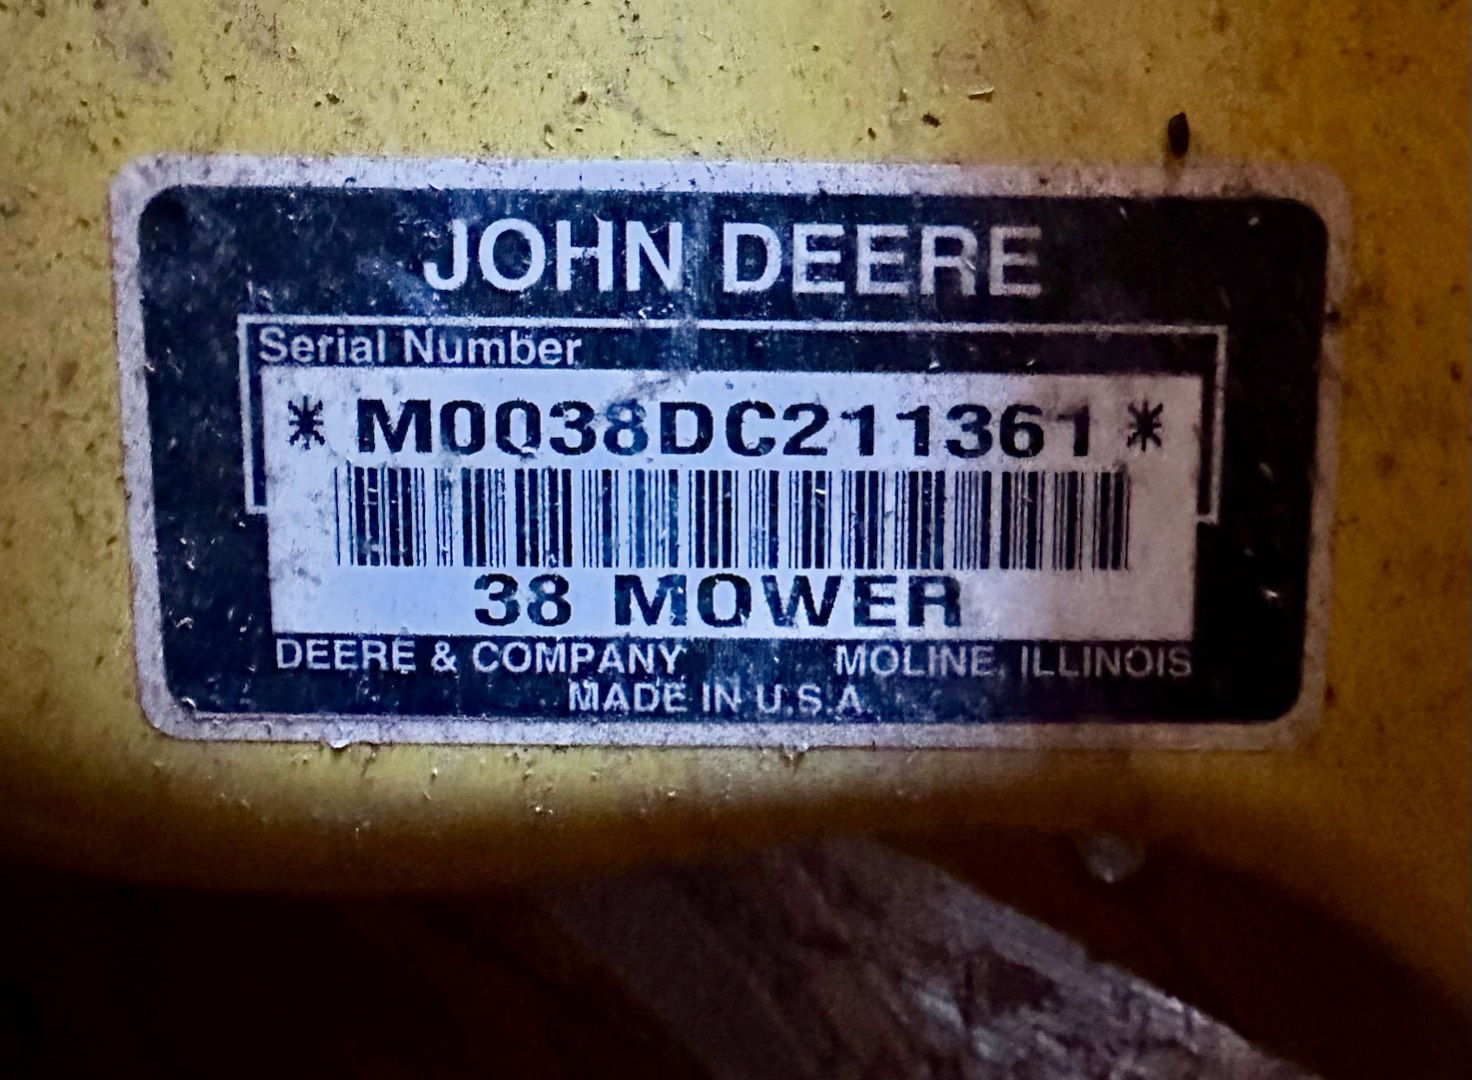 JOHN DEERE
Serial Number
* M0038DC211361 *
38 MOWER
DEERE & COMPANY MOLINE, ILLINOIS
MADE IN U.S.A.